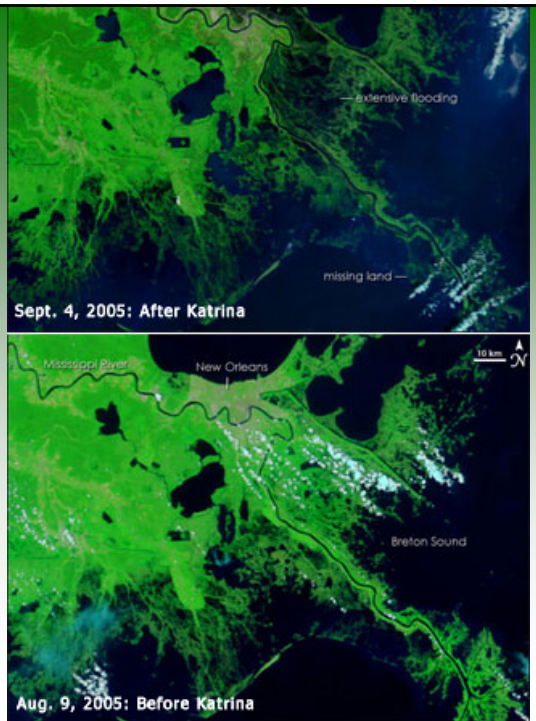 extensive flooding
missing land
Sept. 4, 2005: After Katrina
10 km
N
Mississippi River
New Orleans
Breton Sound
Aug. 9, 2005: Before Katrina